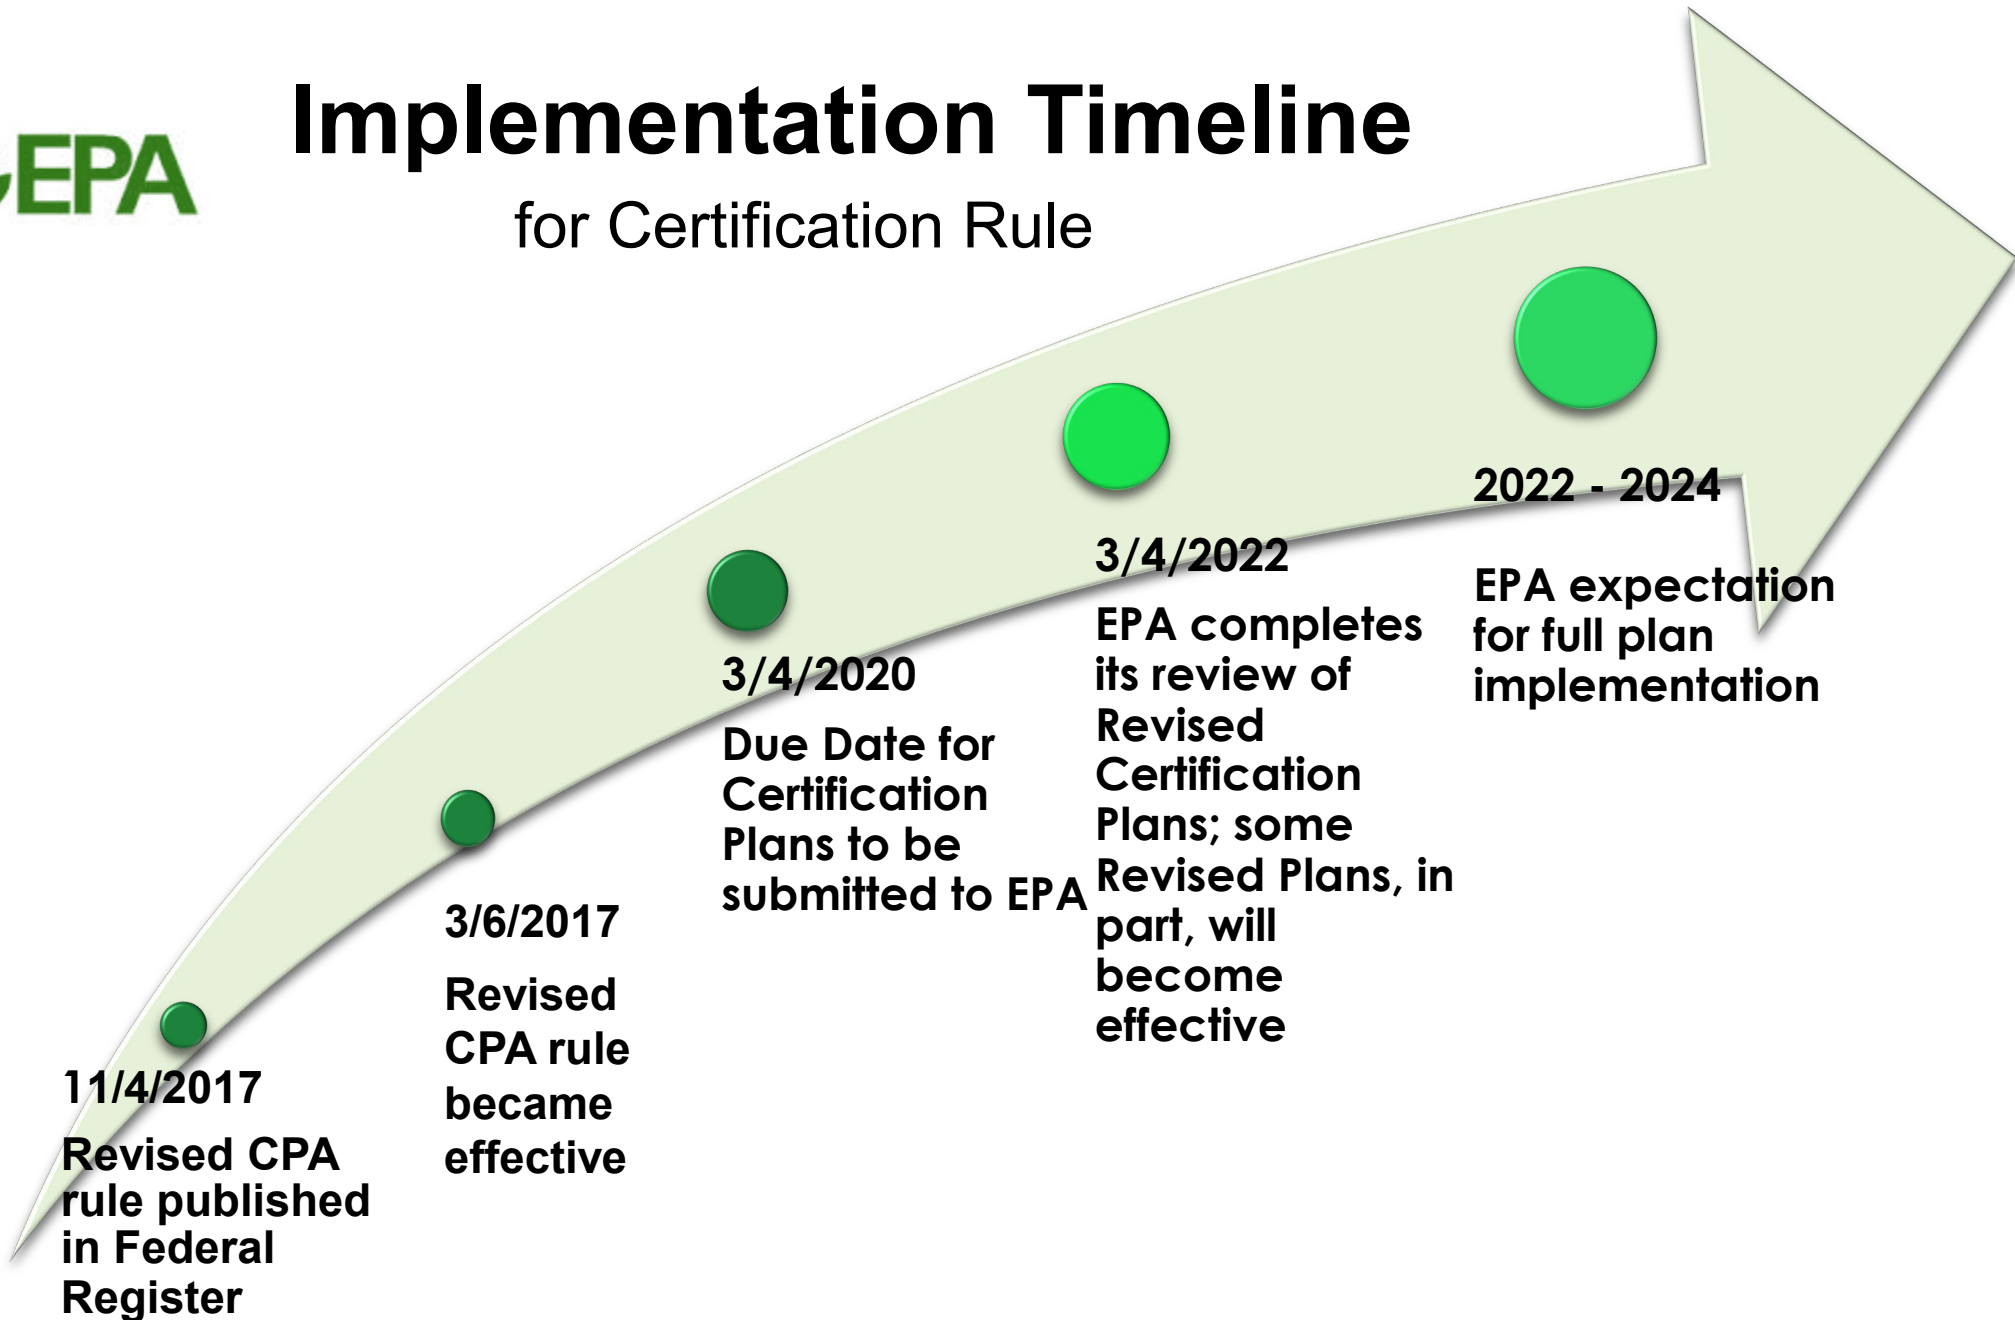 EPA
Implementation Timeline
for Certification Rule
11/4/2017
Revised CPA
rule published
in Federal
Register
3/6/2017
Revised
CPA rule
became
effective
3/4/2020
Due Date for
Certification
Plans to be
submitted to EPA
3/4/2022
EPA completes
its review of
Revised
Certification
Plans; some
Revised Plans, in
part, will
become
effective
2022 - 2024
EPA expectation
for full plan
implementation